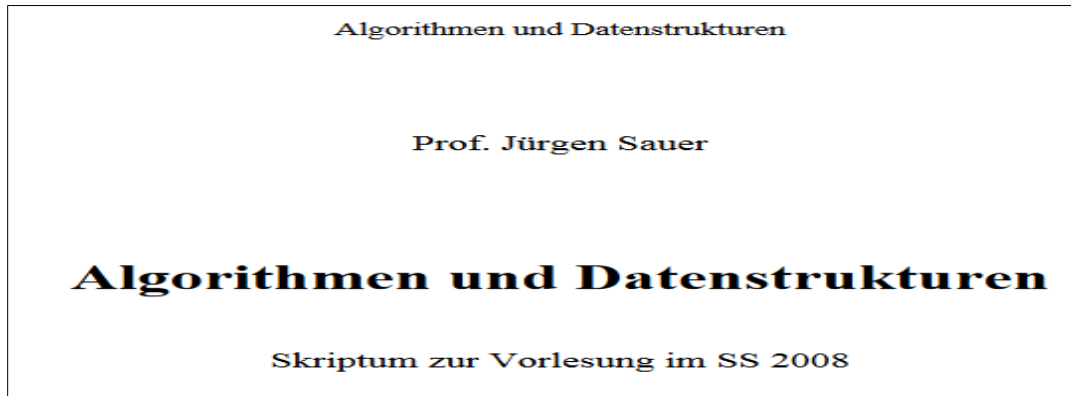 Algorithmen und Datenstrukturen
Prof. Jürgen Sauer
Algorithmen und Datenstrukturen
Skriptum zur Vorlesung im SS 2008